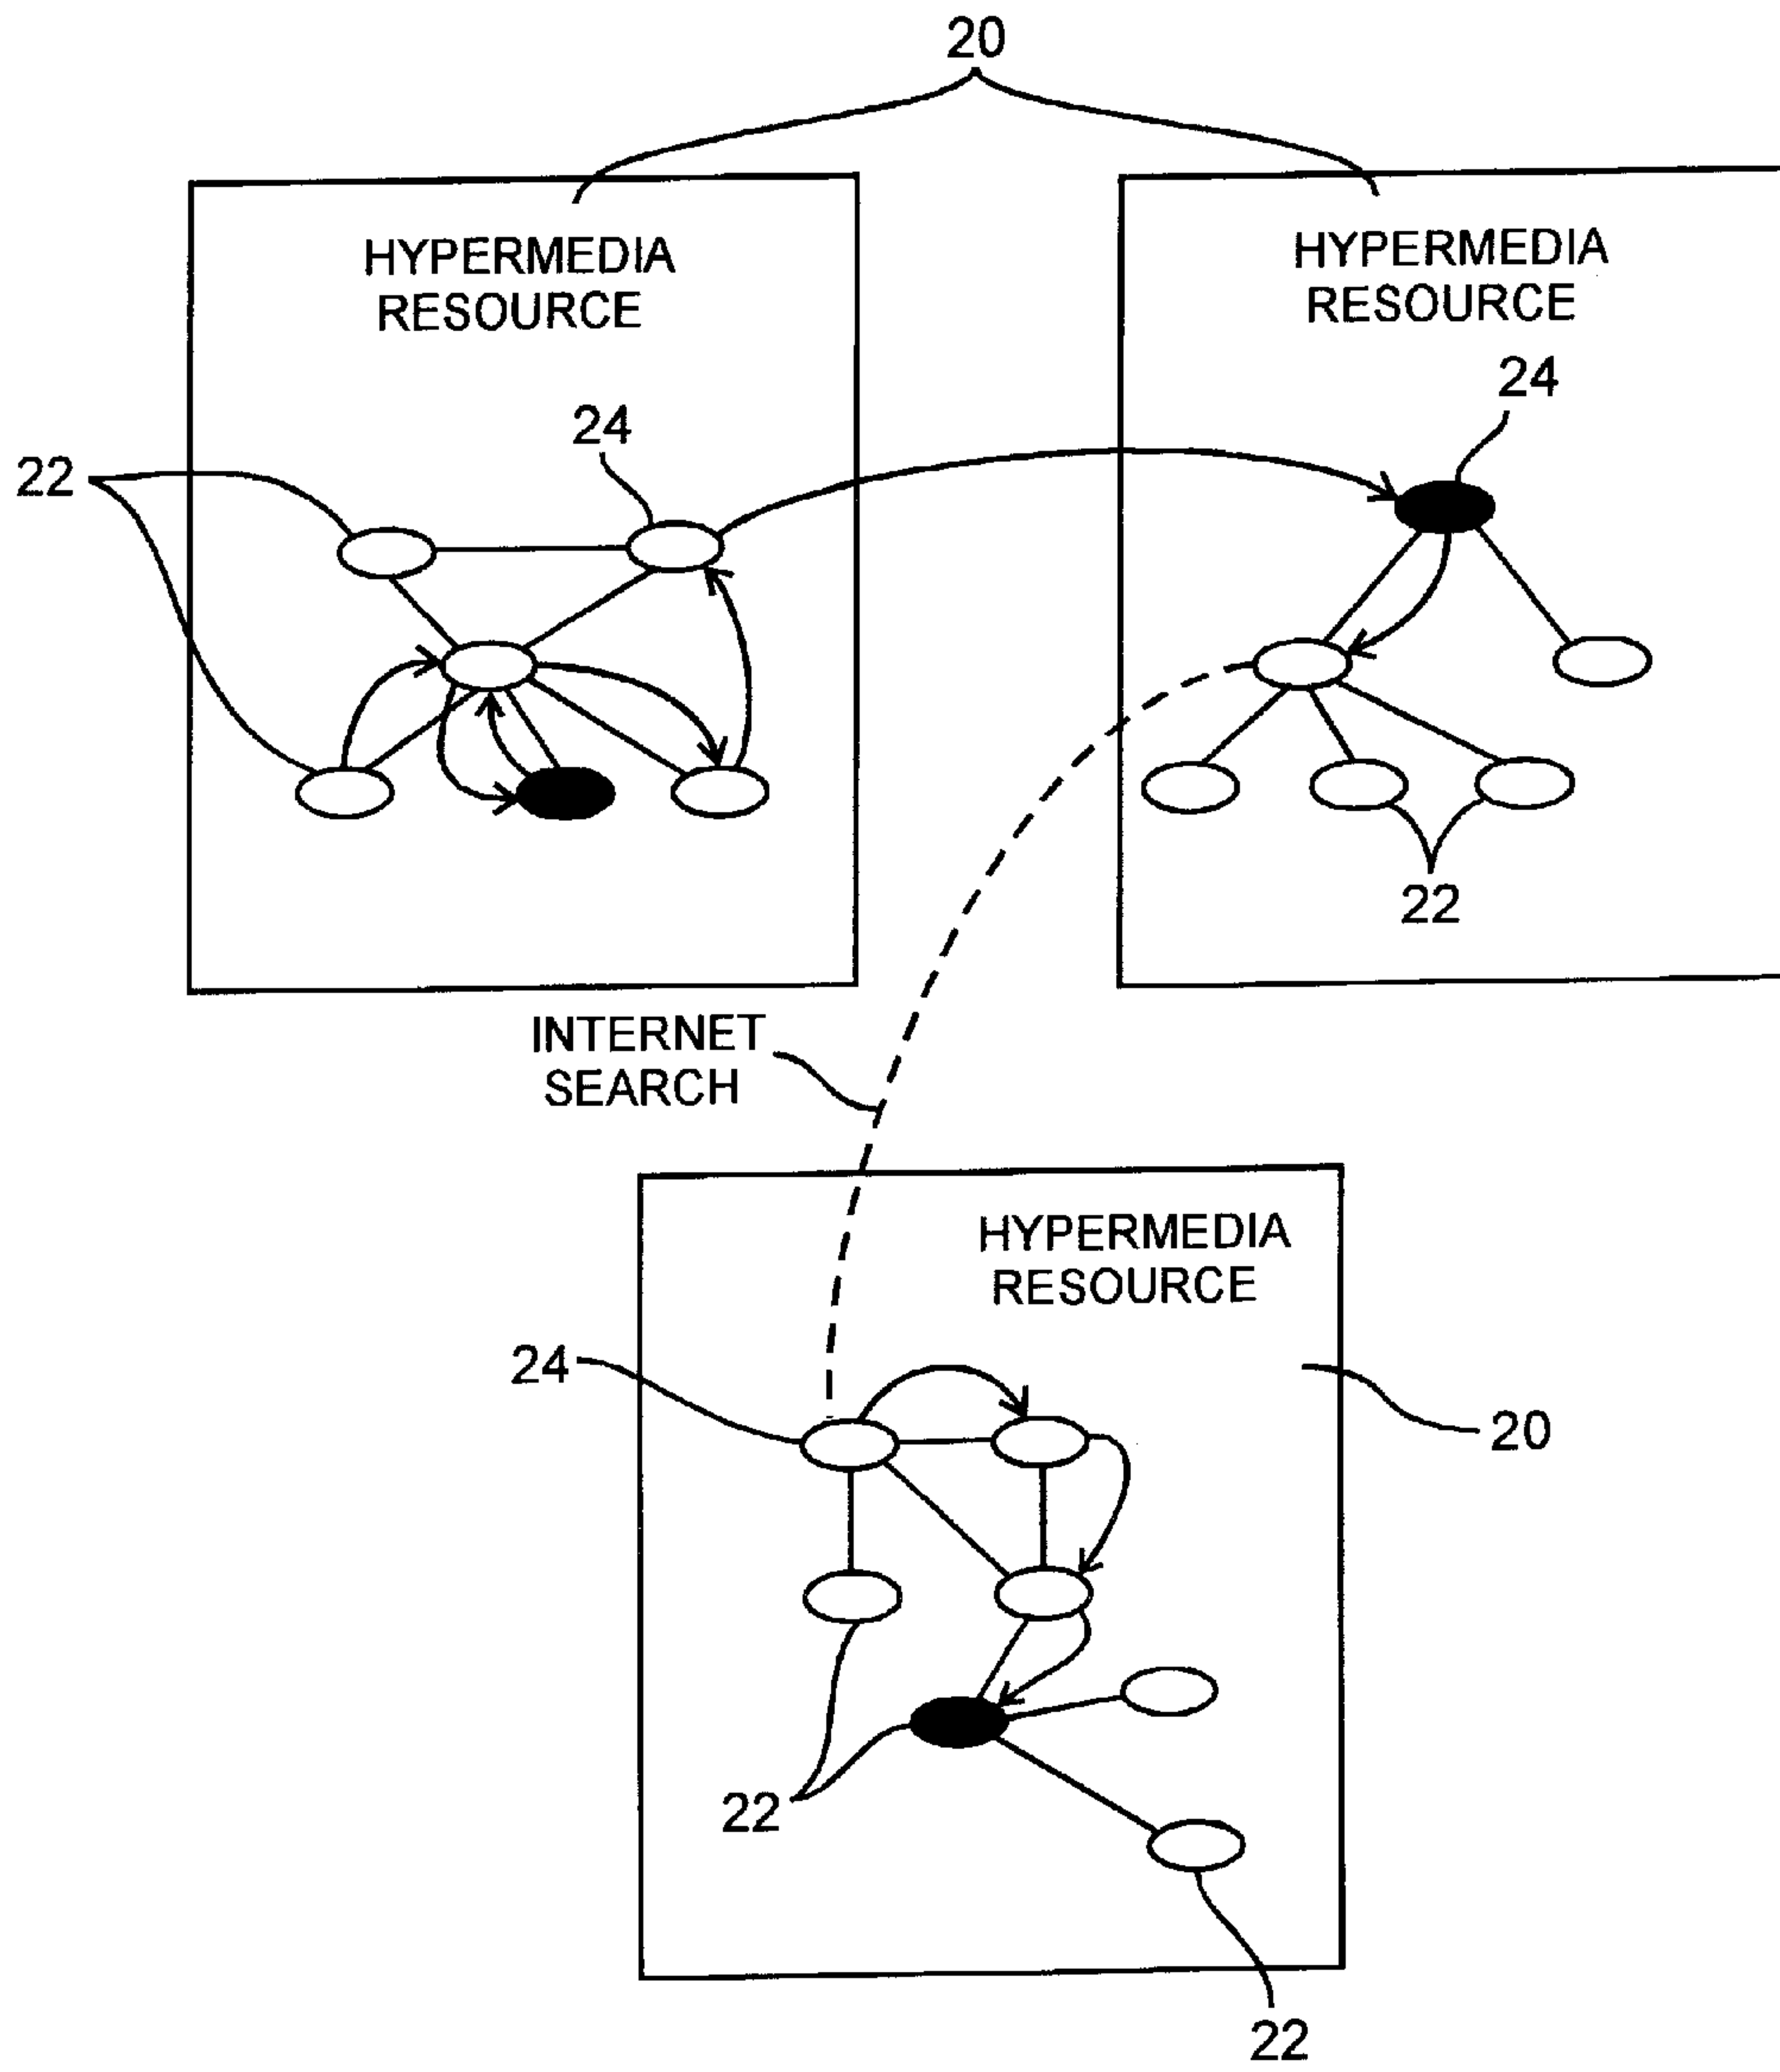 20
HYPERMEDIA
RESOURCE
HYPERMEDIA
RESOURCE
24
24
22
22
INTERNET
SEARCH
HYPERMEDIA
RESOURCE
24
20
22
22